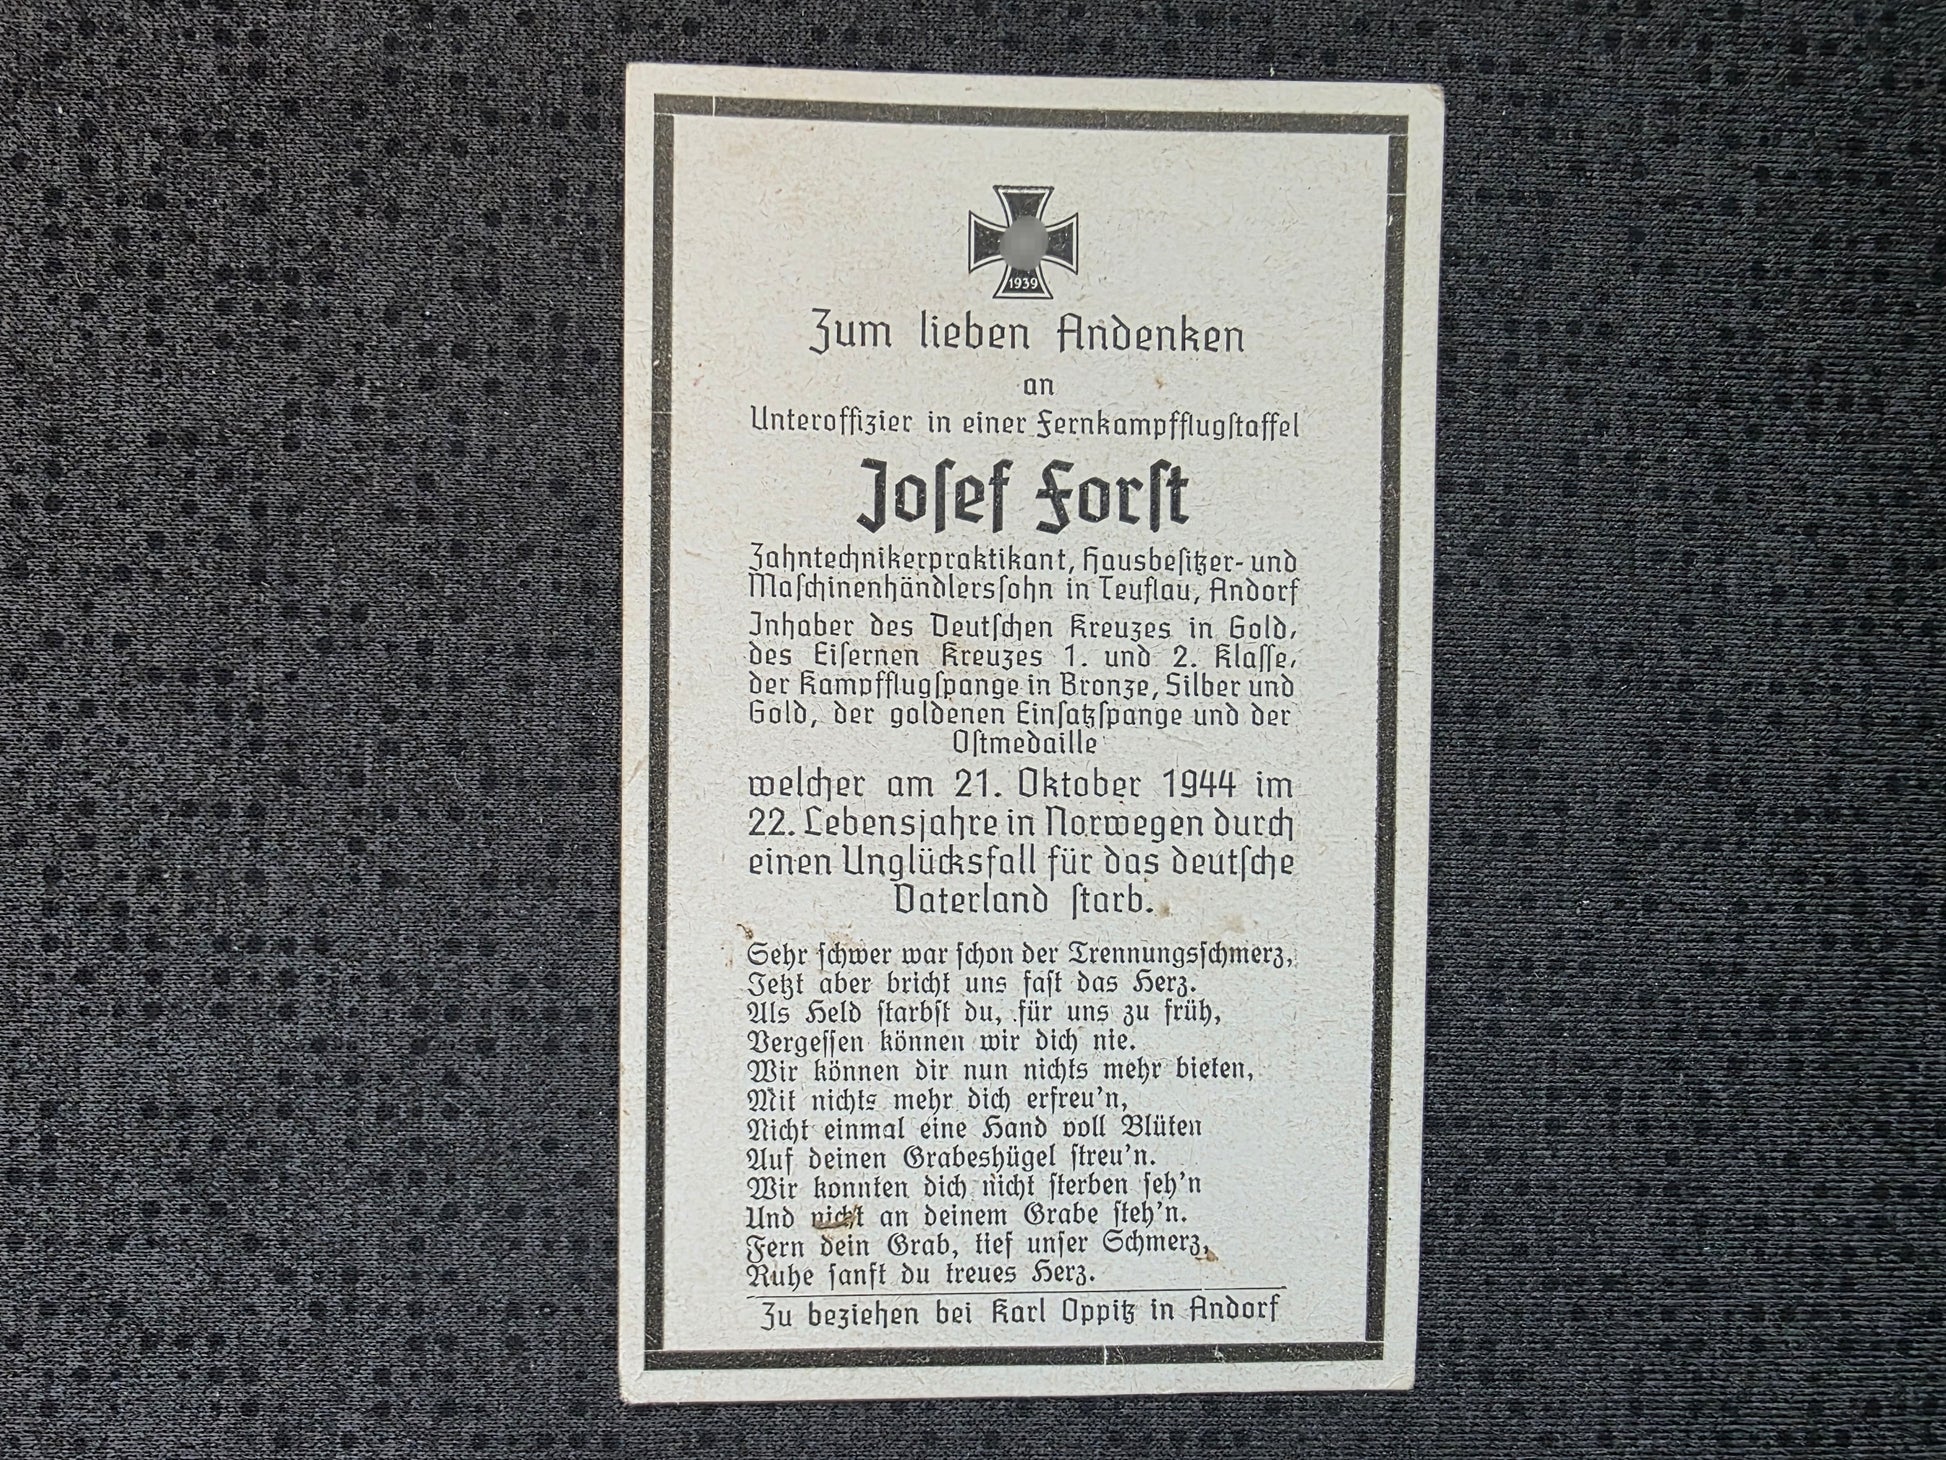 1939
Zum lieben Andenken
an
Unteroffizier in einer Fernkampfflugſtaffel
Joſef Forſt
Zahntechnikerpraktikant, Hausbeſitzer- und
Maſchinenhändlersſohn in Teuflau, Andorf
Inhaber des Deutſchen Kreuzes in Gold,
des Eiſernen Kreuzes 1. und 2. Klaſſe,
der Kampfflugſpange in Bronze, Silber und
Gold, der goldenen Einſatzſpange und der
Oſtmedaille
welcher am 21. Oktober 1944 im
22. Lebensjahre in Norwegen durch
einen Unglücksfall für das deutſche
Vaterland ſtarb.
Sehr ſchwer war ſchon der Trennungsſchmerz,
Jetzt aber bricht uns faſt das Herz.
Als Held ſtarbſt du, für uns zu früh,
Vergeſſen können wir dich nie.
Wir können dir nun nichts mehr bieten,
Mit nichts mehr dich erfreu'n,
Nicht einmal eine Hand voll Blüten
Auf deinen Grabeshügel ſtreu'n.
Wir konnten dich nicht ſterben ſeh'n
Und nicht an deinem Grabe ſteh'n.
Fern dein Grab, tief unſer Schmerz,
Ruhe ſanft du treues Herz.
Zu beziehen bei Karl Oppitz in Andorf